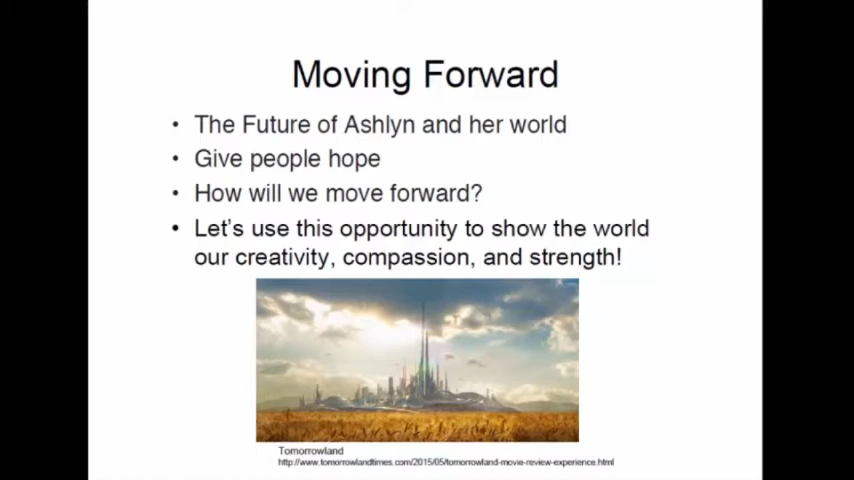 Moving Forward
• The Future of Ashlyn and her world
• Give people hope
• How will we move forward?
• Let's use this opportunity to show the world
our creativity, compassion, and strength!
Tomorrowland
http://www.tomorrowlandtimes.com/2015/05/tomorrowland-movie-review-experience.html